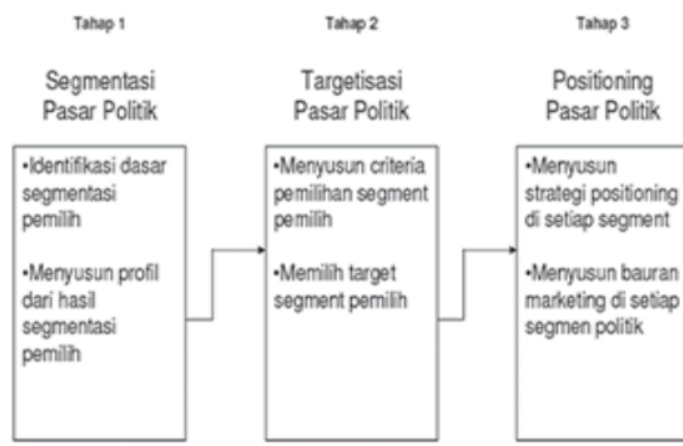 Tahap 1
Segmentasi
Pasar Politik
•Identifikasi dasar
segmentasi
pemilih
•Menyusun profil
dari hasil
segmentasi
pemilih
Tahap 2
Targetisasi
Pasar Politik
•Menyusun criteria
pemilihan segment
pemilih
•Memilih target
segment pemilih
Tahap 3
Positioning
Pasar Politik
•Menyusun
strategi positioning
di setiap segment
•Menyusun bauran
marketing di setiap
segmen politik